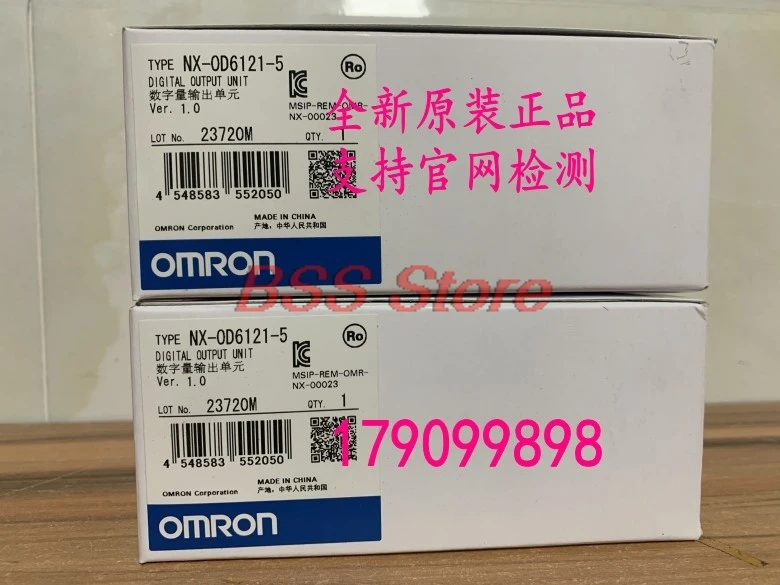 TYPE NX-OD6121-5
DIGITAL OUTPUT UNIT
数字量输出单元
Ver. 1.0
Ro
MSIP-REM-OMR-
NX-00023
LOT No. 23720M QTY. 1
4 548583 552050
MADE IN CHINA
OMRON Corporation 产地：中华人民共和国
OMRON
全新原装正品
支持官网检测
BSS Store
TYPE NX-OD6121-5
DIGITAL OUTPUT UNIT
数字量输出单元
Ver. 1.0
Ro
MSIP-REM-OMR-
NX-00023
LOT No. 23720M QTY. 1
4 548583 552050
MADE IN CHINA
OMRON Corporation 产地：中华人民共和国
OMRON
179099898